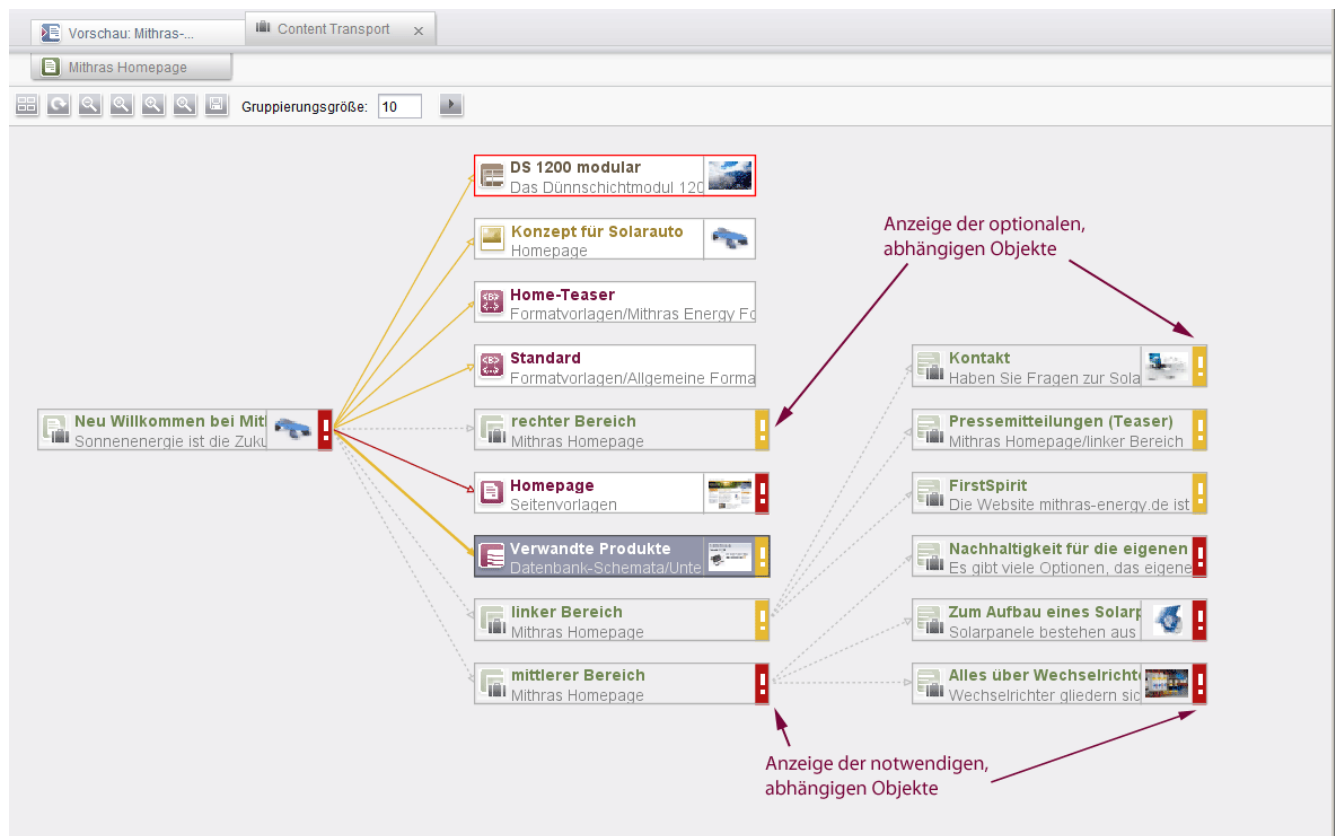 Vorschau: Mithras-...
Content Transport
Mithras Homepage
Gruppierungsgröße: 10
DS 1200 modular
Das Dünnschichtmodul 120
Konzept für Solarauto
Homepage
Home-Teaser
Formatvorlagen/Mithras Energy Fo
Standard
Formatvorlagen/Allgemeine Forma
Neu Willkommen bei Mit
Sonnenenergie ist die Zuku
rechter Bereich
Mithras Homepage
Homepage
Seitenvorlagen
Verwandte Produkte
Datenbank-Schemata/Unte
linker Bereich
Mithras Homepage
mittlerer Bereich
Mithras Homepage
Anzeige der optionalen,
abhängigen Objekte
Kontakt
Haben Sie Fragen zur Sola
Pressemitteilungen (Teaser)
Mithras Homepage/linker Bereich
FirstSpirit
Die Website mithras-energy.de ist
Nachhaltigkeit für die eigenen
Es gibt viele Optionen, das eigene
Zum Aufbau eines Solarp
Solarpanele bestehen aus
Alles über Wechselrichte
Wechselrichter gliedern sic
Anzeige der notwendigen,
abhängigen Objekte